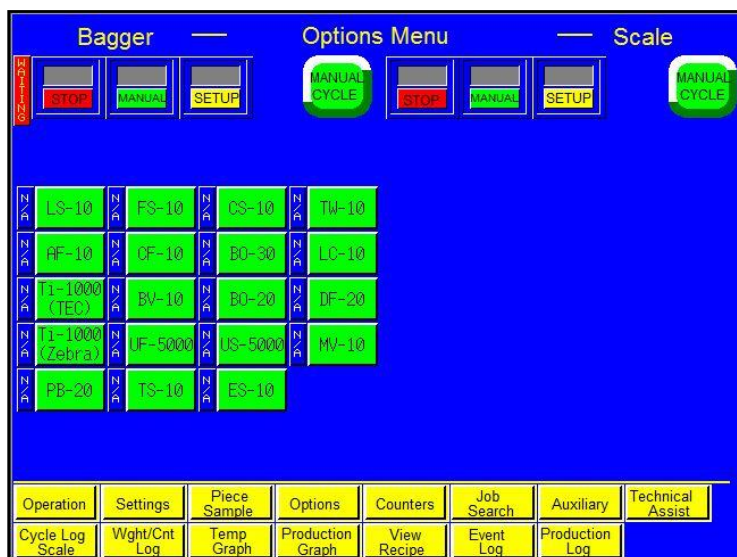 Bagger — Options Menu — Scale
WAITING STOP MANUAL SETUP MANUAL CYCLE STOP MANUAL SETUP MANUAL CYCLE
N/A LS-10 N/A FS-10 N/A CS-10 N/A TW-10
N/A AF-10 N/A CF-10 N/A BO-30 N/A LC-10
N/A Ti-1000 (TEC) N/A BV-10 N/A BO-20 N/A DF-20
N/A Ti-1000 (Zebra) N/A UF-5000 N/A US-5000 N/A MV-10
N/A PB-20 N/A TS-10 N/A ES-10
Operation Settings Piece Sample Options Counters Job Search Auxiliary Technical Assist
Cycle Log Scale Wght/Cnt Log Temp Graph Production Graph View Recipe Event Log Production Log